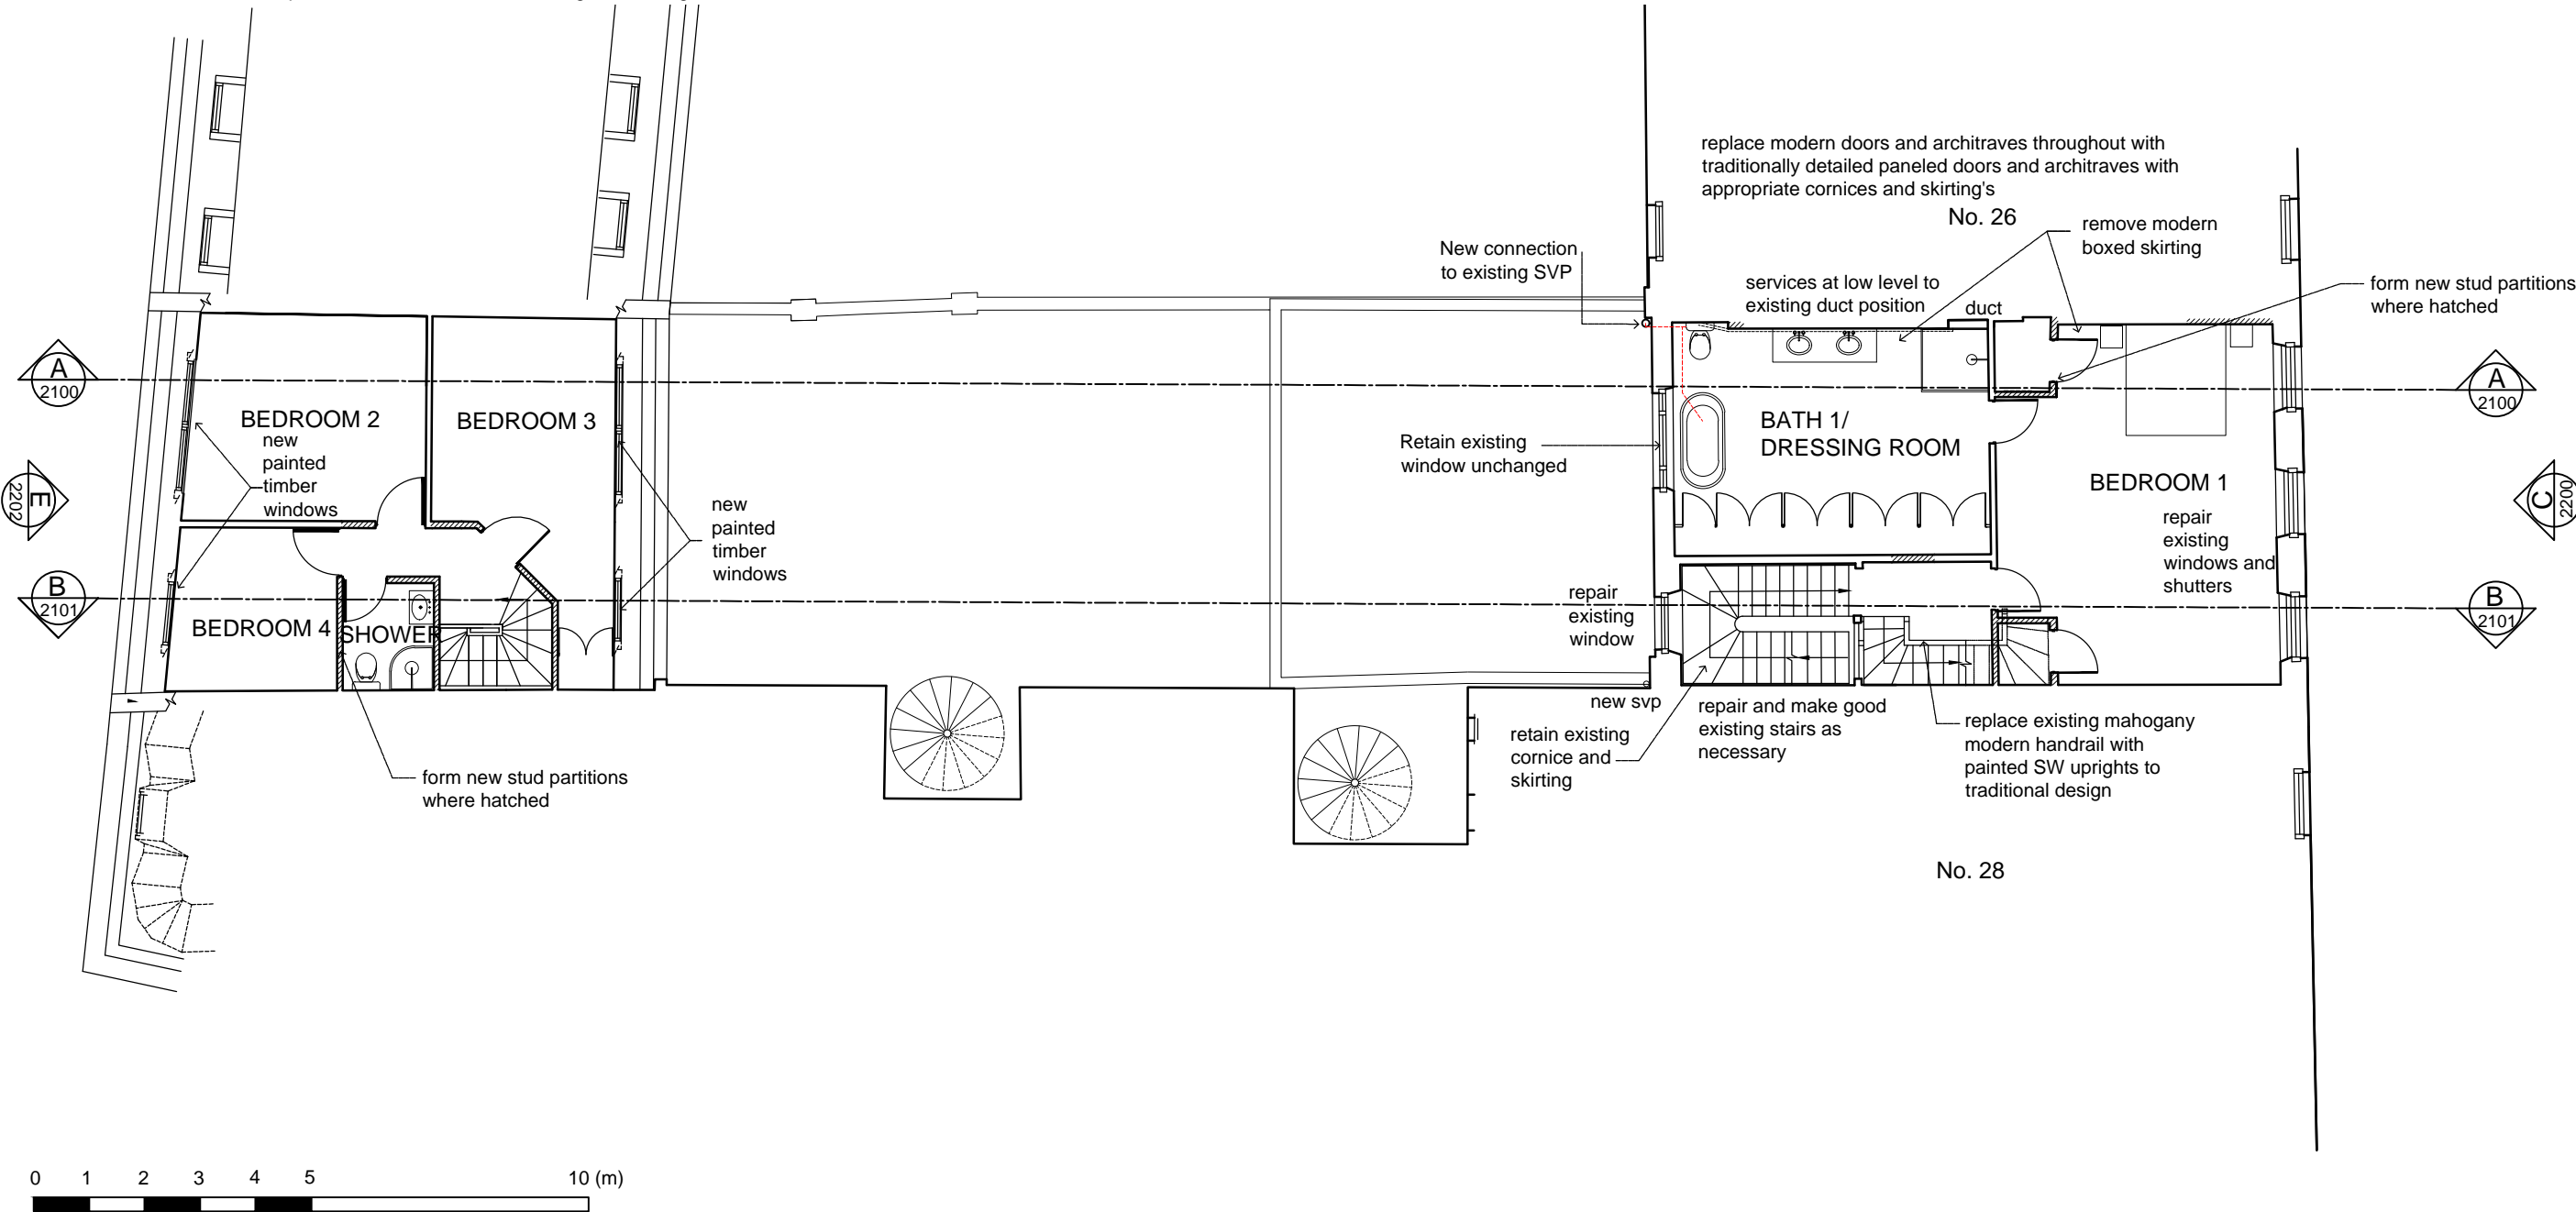 replace modern doors and architraves throughout with
traditionally detailed paneled doors and architraves with
appropriate cornices and skirting's
No. 26
remove modern
boxed skirting
New connection
to existing SVP
services at low level to
existing duct position
duct
form new stud partitions
where hatched
A
2100
A
2100
BEDROOM 2
BEDROOM 3
new
painted
timber
windows
BATH 1/
DRESSING ROOM
Retain existing
window unchanged
BEDROOM 1
E
2202
C
2200
new
painted
timber
windows
repair
existing
windows and
shutters
B
2101
B
2101
BEDROOM 4
SHOWER
repair
existing
window
new svp
retain existing
cornice and
skirting
repair and make good
existing stairs as
necessary
replace existing mahogany
modern handrail with
painted SW uprights to
traditional design
form new stud partitions
where hatched
No. 28
0 1 2 3 4 5 10 (m)